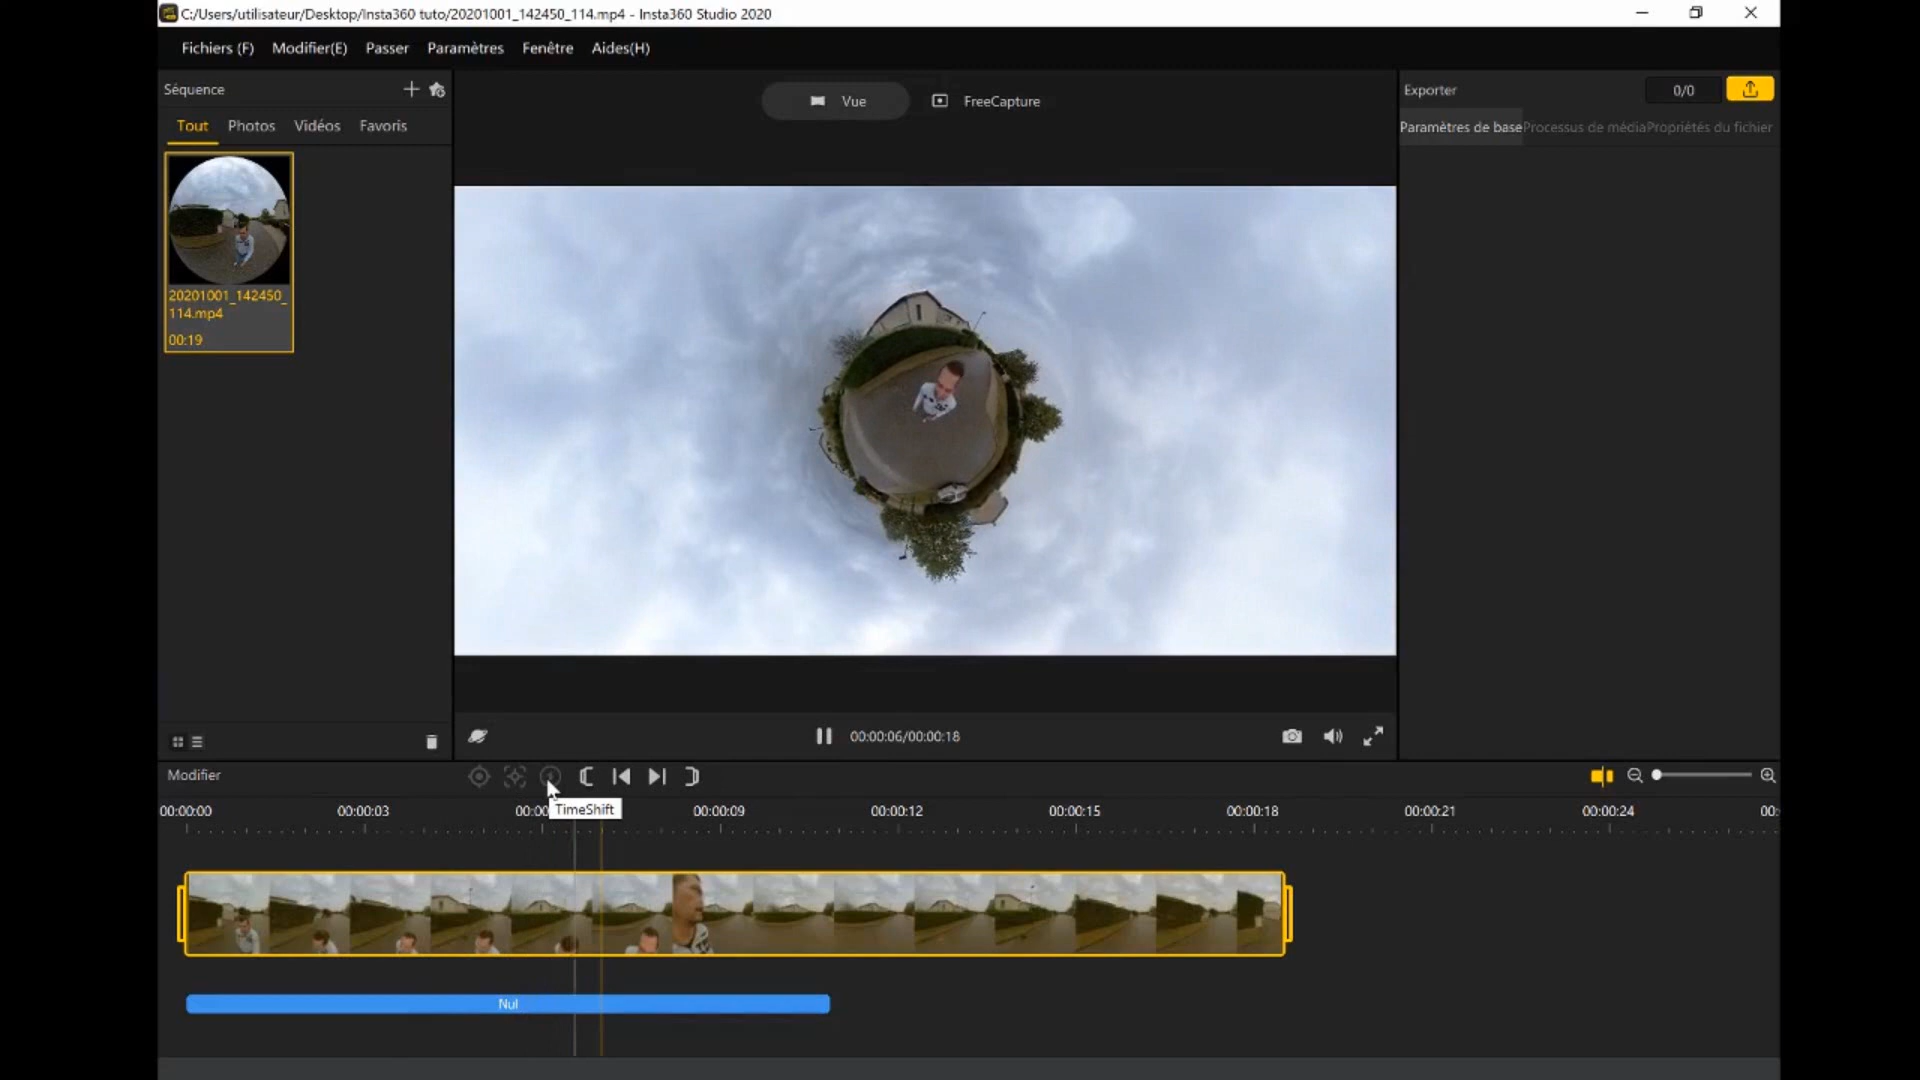 C:/Users/utilisateur/Desktop/Insta360 tuto/20201001_142450_114.mp4 - Insta360 Studio 2020
Fichiers (F) Modifier(E) Passer Paramètres Fenêtre Aides(H)
Séquence
Tout Photos Vidéos Favoris
20201001_142450_
114.mp4
00:19
Vue FreeCapture
Exporter 0/0
Paramètres de base Processus de média Propriétés du fichier
00:00:06/00:00:18
Modifier
TimeShift
00:00:00 00:00:03 00:00 00:00:09 00:00:12 00:00:15 00:00:18 00:00:21 00:00:24 00:
Nul